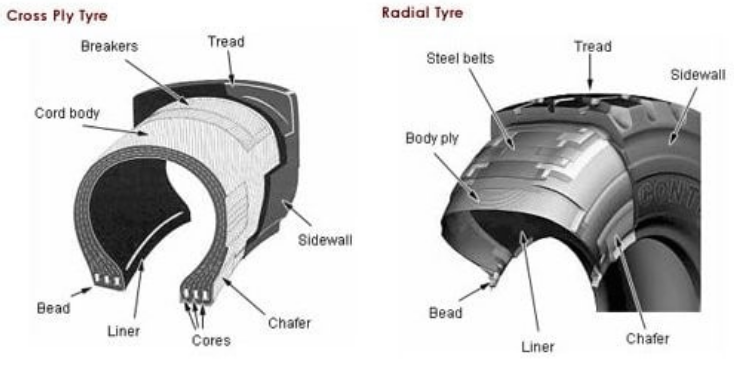 Cross Ply Tyre
Breakers
Tread
Cord body
Sidewall
Bead
Liner
Cores
Chafer
Radial Tyre
Steel belts
Tread
Sidewall
Body ply
CONT
Bead
Liner
Chafer